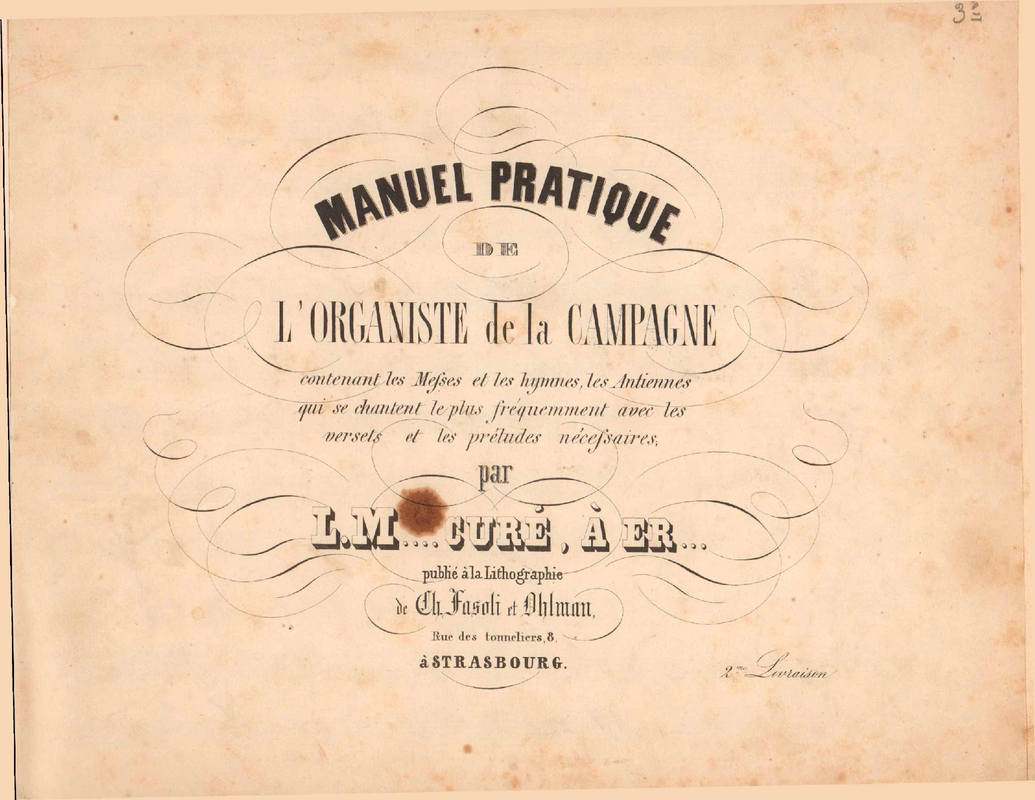 MANUEL PRATIQUE
DE
L'ORGANISTE de la CAMPAGNE
contenant les Meſses et les hymnes, les Antiennes
qui se chantent le plus fréquemment avec les
versets et les préludes néceſsaires,
par
L. M.... CURÉ, À ER...
publié à la Lithographie
de Ch. Fasoli et Ohlman,
Rue des tonneliers, 8,
à STRASBOURG.
2.me Livraison